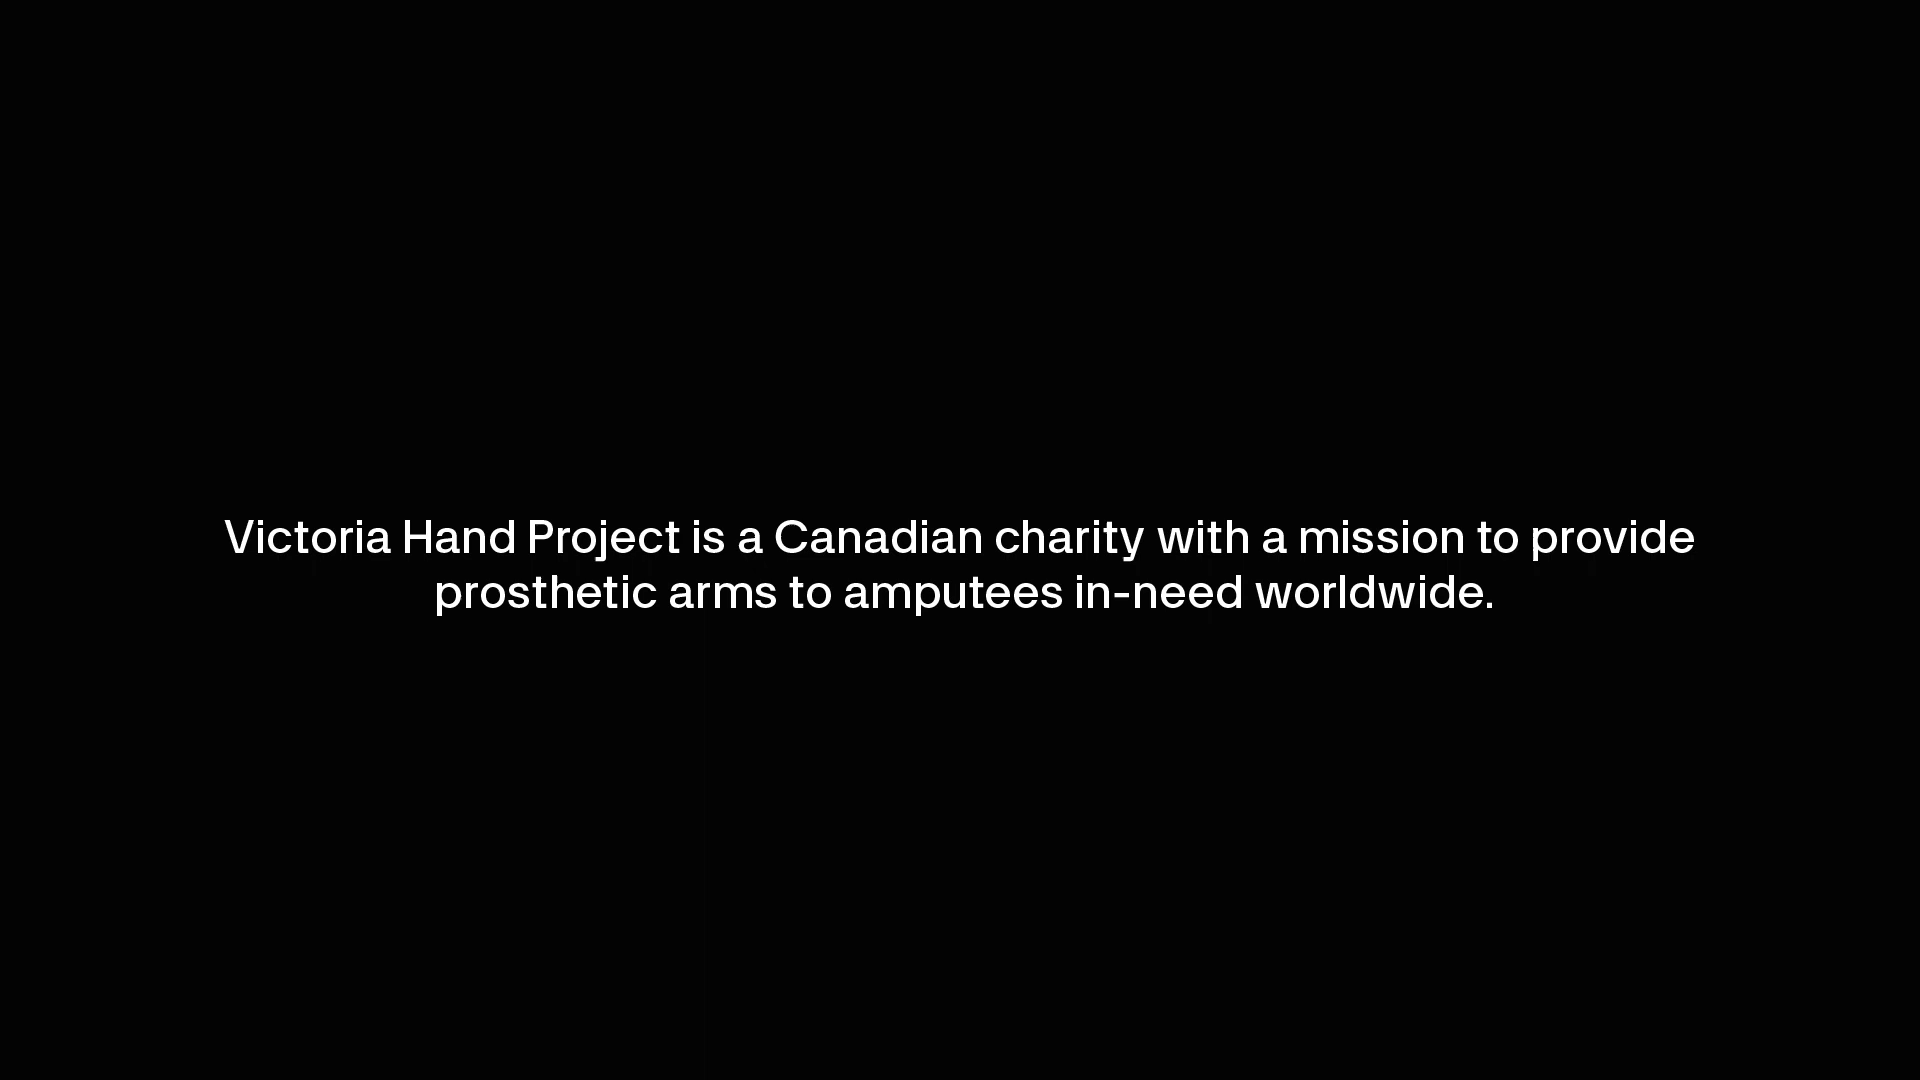 Victoria Hand Project is a Canadian charity with a mission to provide
prosthetic arms to amputees in-need worldwide.